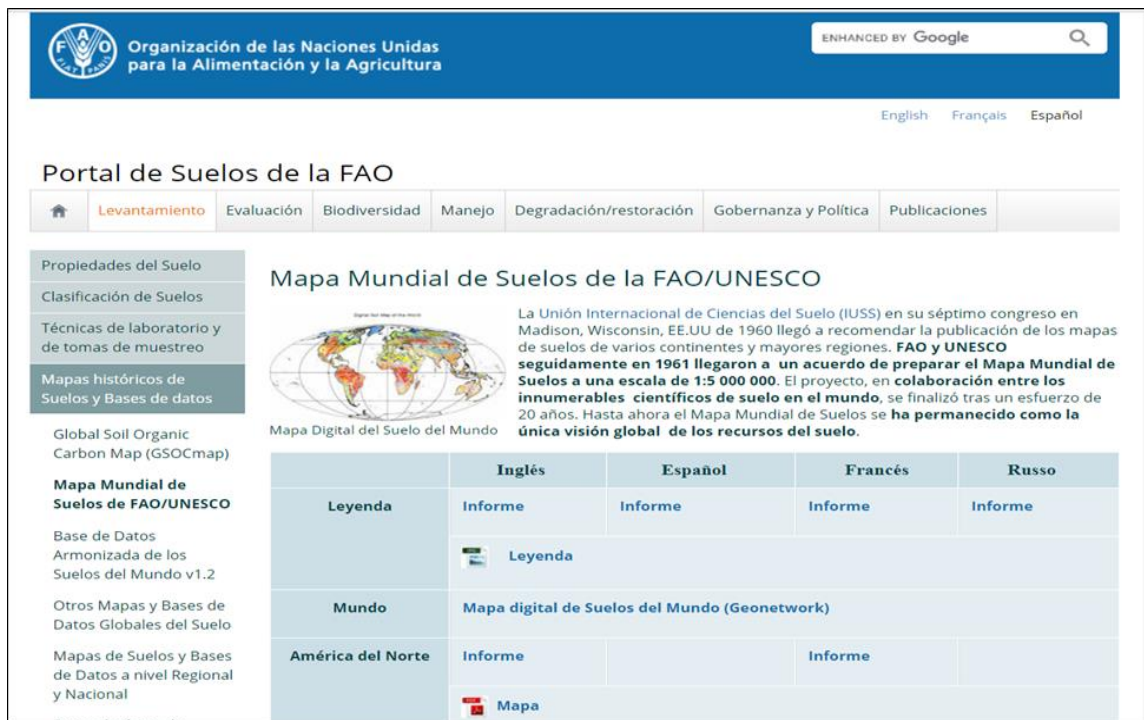 Organización de las Naciones Unidas
para la Alimentación y la Agricultura
ENHANCED BY Google
English Français Español
Portal de Suelos de la FAO
Levantamiento Evaluación Biodiversidad Manejo Degradación/restoración Gobernanza y Política Publicaciones
Propiedades del Suelo
Clasificación de Suelos
Técnicas de laboratorio y
de tomas de muestreo
Mapas históricos de
Suelos y Bases de datos
Global Soil Organic
Carbon Map (GSOCmap)
Mapa Mundial de
Suelos de FAO/UNESCO
Base de Datos
Armonizada de los
Suelos del Mundo v1.2
Otros Mapas y Bases de
Datos Globales del Suelo
Mapas de Suelos y Bases
de Datos a nivel Regional
y Nacional
Mapa Mundial de Suelos de la FAO/UNESCO
Digital Soil Map of the World
Mapa Digital del Suelo del Mundo
La Unión Internacional de Ciencias del Suelo (IUSS) en su séptimo congreso en
Madison, Wisconsin, EE.UU de 1960 llegó a recomendar la publicación de los mapas
de suelos de varios continentes y mayores regiones. FAO y UNESCO
seguidamente en 1961 llegaron a un acuerdo de preparar el Mapa Mundial de
Suelos a una escala de 1:5 000 000. El proyecto, en colaboración entre los
innumerables científicos de suelo en el mundo, se finalizó tras un esfuerzo de
20 años. Hasta ahora el Mapa Mundial de Suelos se ha permanecido como la
única visión global de los recursos del suelo.
Inglés Español Francés Russo
Leyenda Informe Informe Informe Informe
Leyenda
Mundo Mapa digital de Suelos del Mundo (Geonetwork)
América del Norte Informe Informe
Mapa